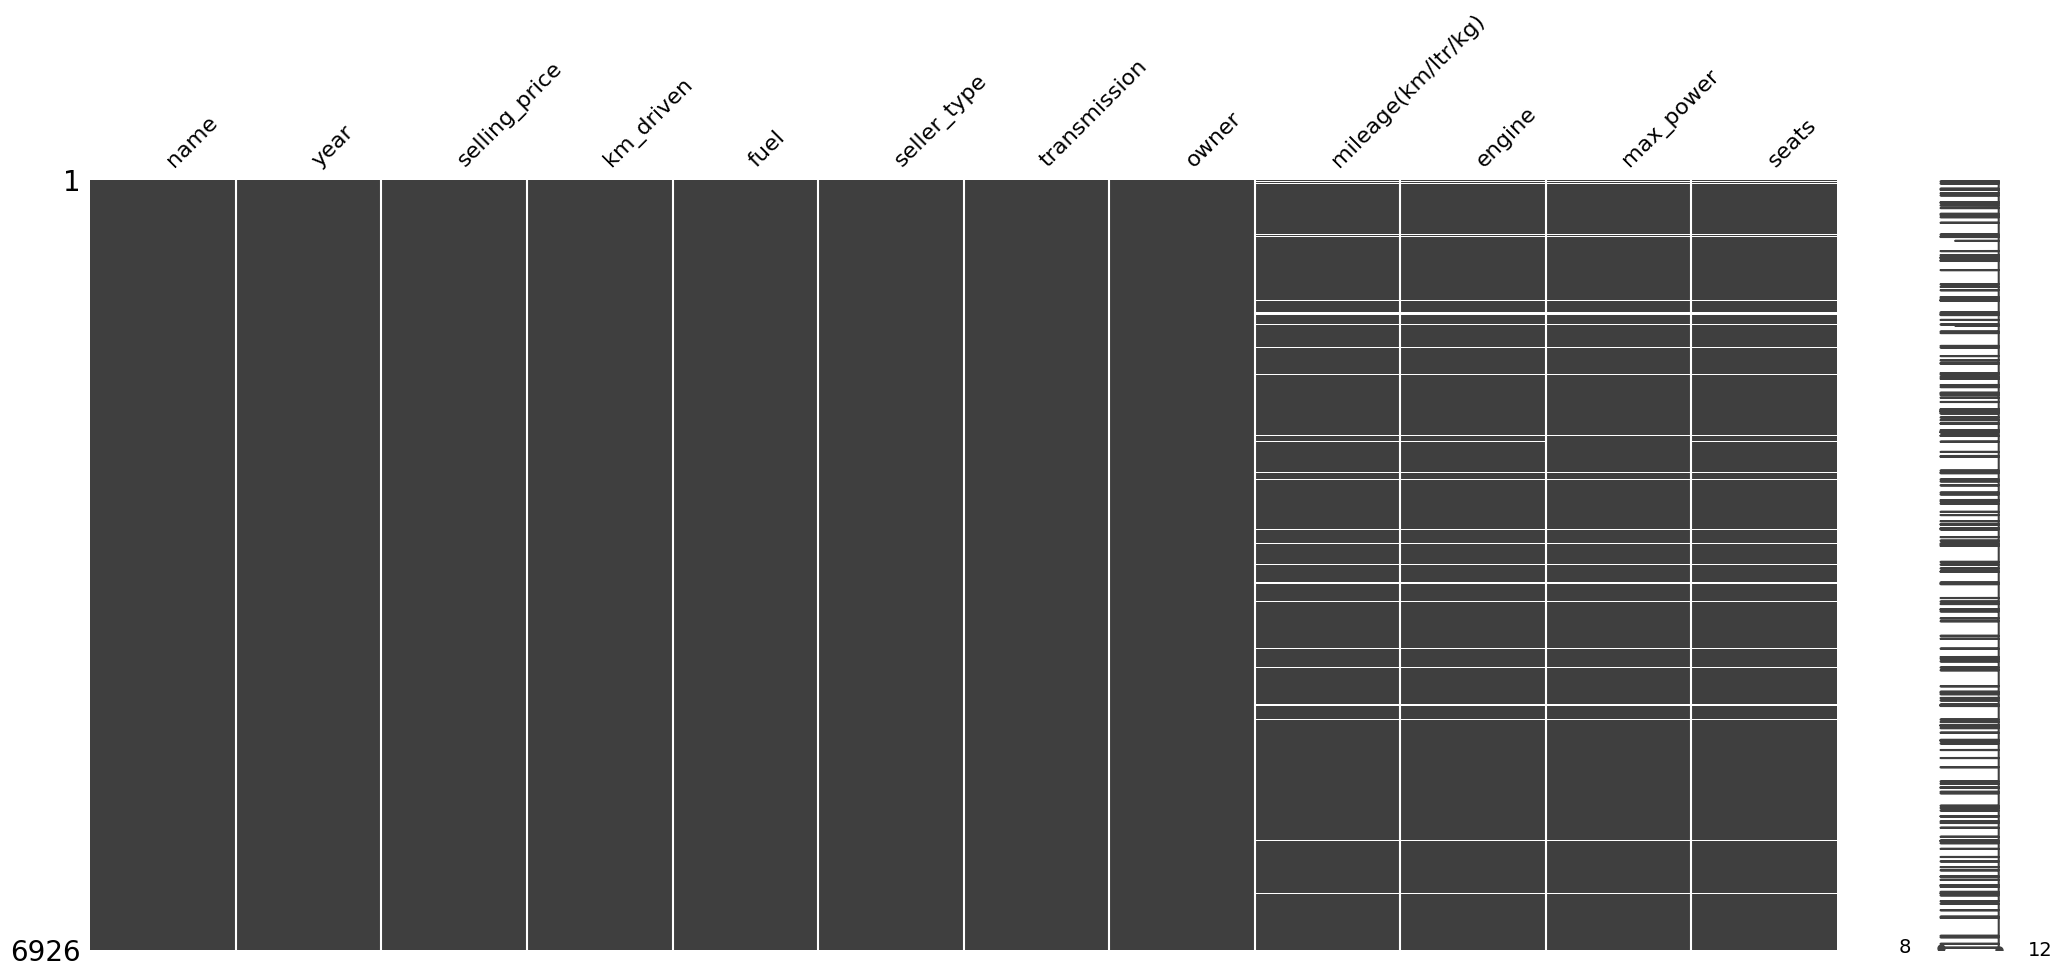 name
year
selling_price
km_driven
fuel
seller_type
transmission
owner
mileage(km/ltr/kg)
engine
max_power
seats
1
6926
8
12